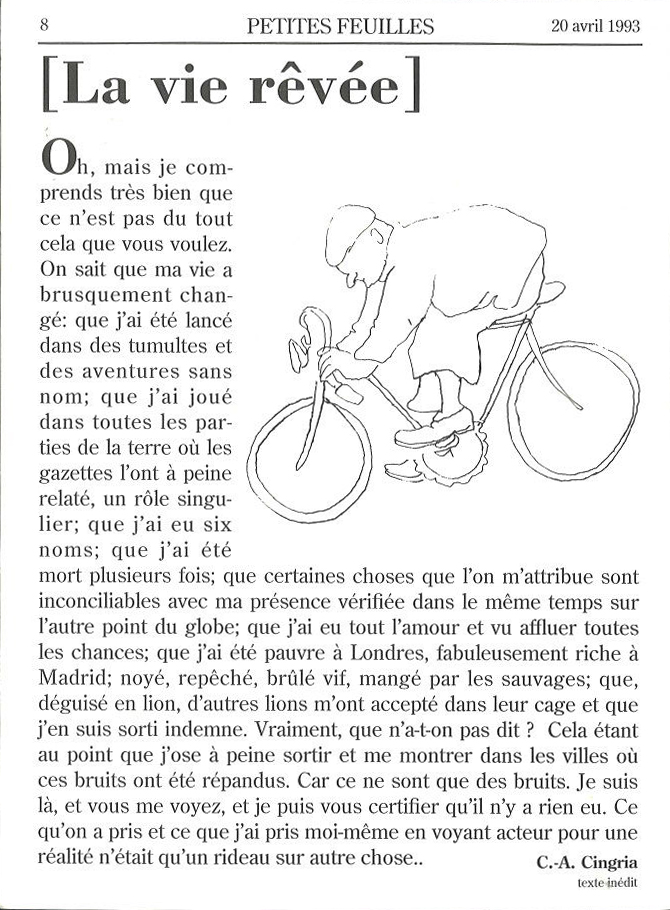 8
PETITES FEUILLES
20 avril 1993
[La vie rêvée]
Oh, mais je com-
prends très bien que
ce n'est pas du tout
cela que vous voulez.
On sait que ma vie a
brusquement chan-
gé: que j'ai été lancé
dans des tumultes et
des aventures sans
nom; que j'ai joué
dans toutes les par-
ties de la terre où les
gazettes l'ont à peine
relaté, un rôle singu-
lier; que j'ai eu six
noms; que j'ai été
mort plusieurs fois; que certaines choses que l'on m'attribue sont
inconciliables avec ma présence vérifiée dans le même temps sur
l'autre point du globe; que j'ai eu tout l'amour et vu affluer toutes
les chances; que j'ai été pauvre à Londres, fabuleusement riche à
Madrid; noyé, repêché, brûlé vif, mangé par les sauvages; que,
déguisé en lion, d'autres lions m'ont accepté dans leur cage et que
j'en suis sorti indemne. Vraiment, que n'a-t-on pas dit ? Cela étant
au point que j'ose à peine sortir et me montrer dans les villes où
ces bruits ont été répandus. Car ce ne sont que des bruits. Je suis
là, et vous me voyez, et je puis vous certifier qu'il n'y a rien eu. Ce
qu'on a pris et ce que j'ai pris moi-même en voyant acteur pour une
réalité n'était qu'un rideau sur autre chose..
C.-A. Cingria
texte inédit